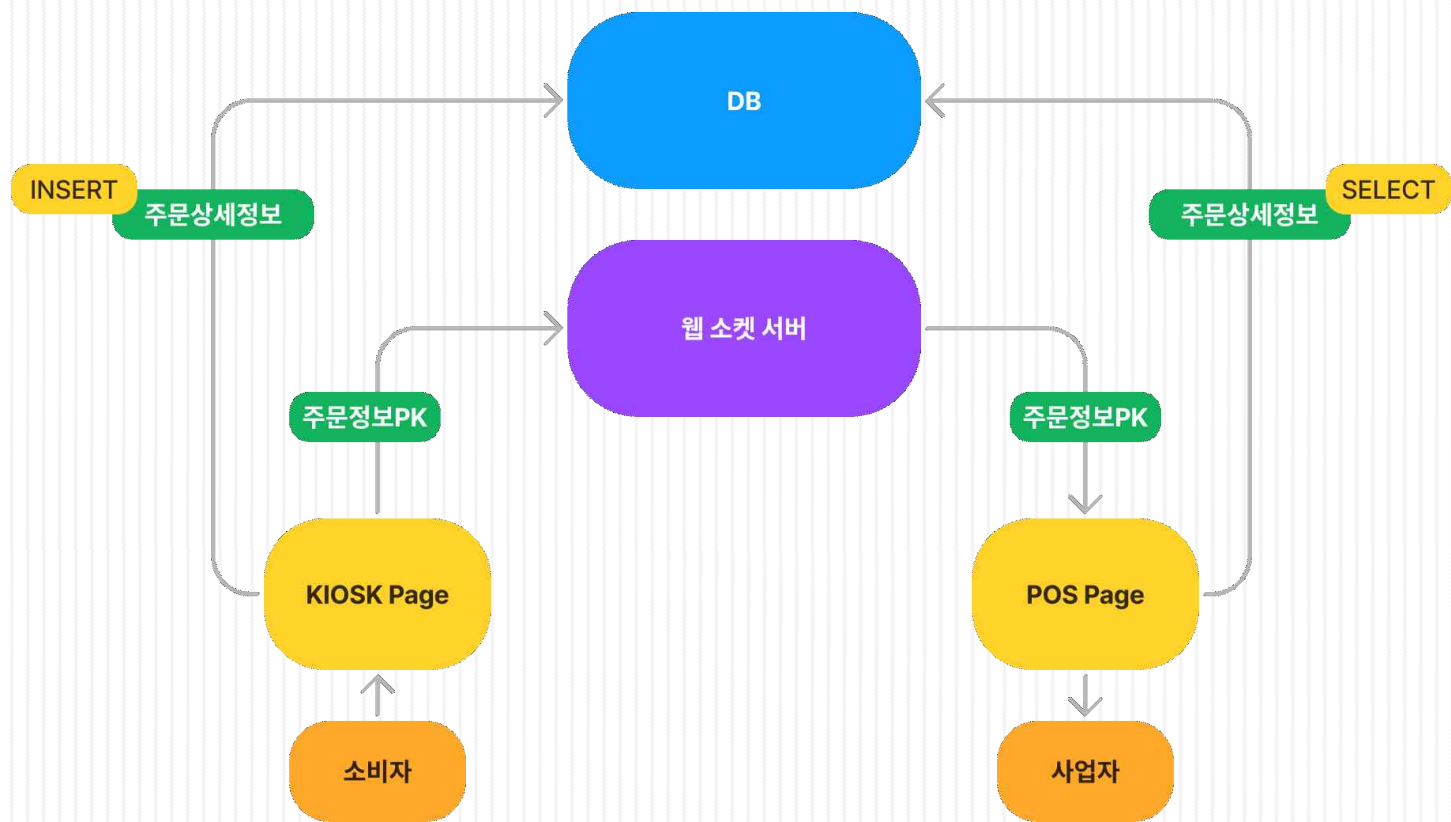 DB
INSERT
주문상세정보
주문상세정보
SELECT
웹 소켓 서버
주문정보PK
주문정보PK
KIOSK Page
POS Page
소비자
사업자